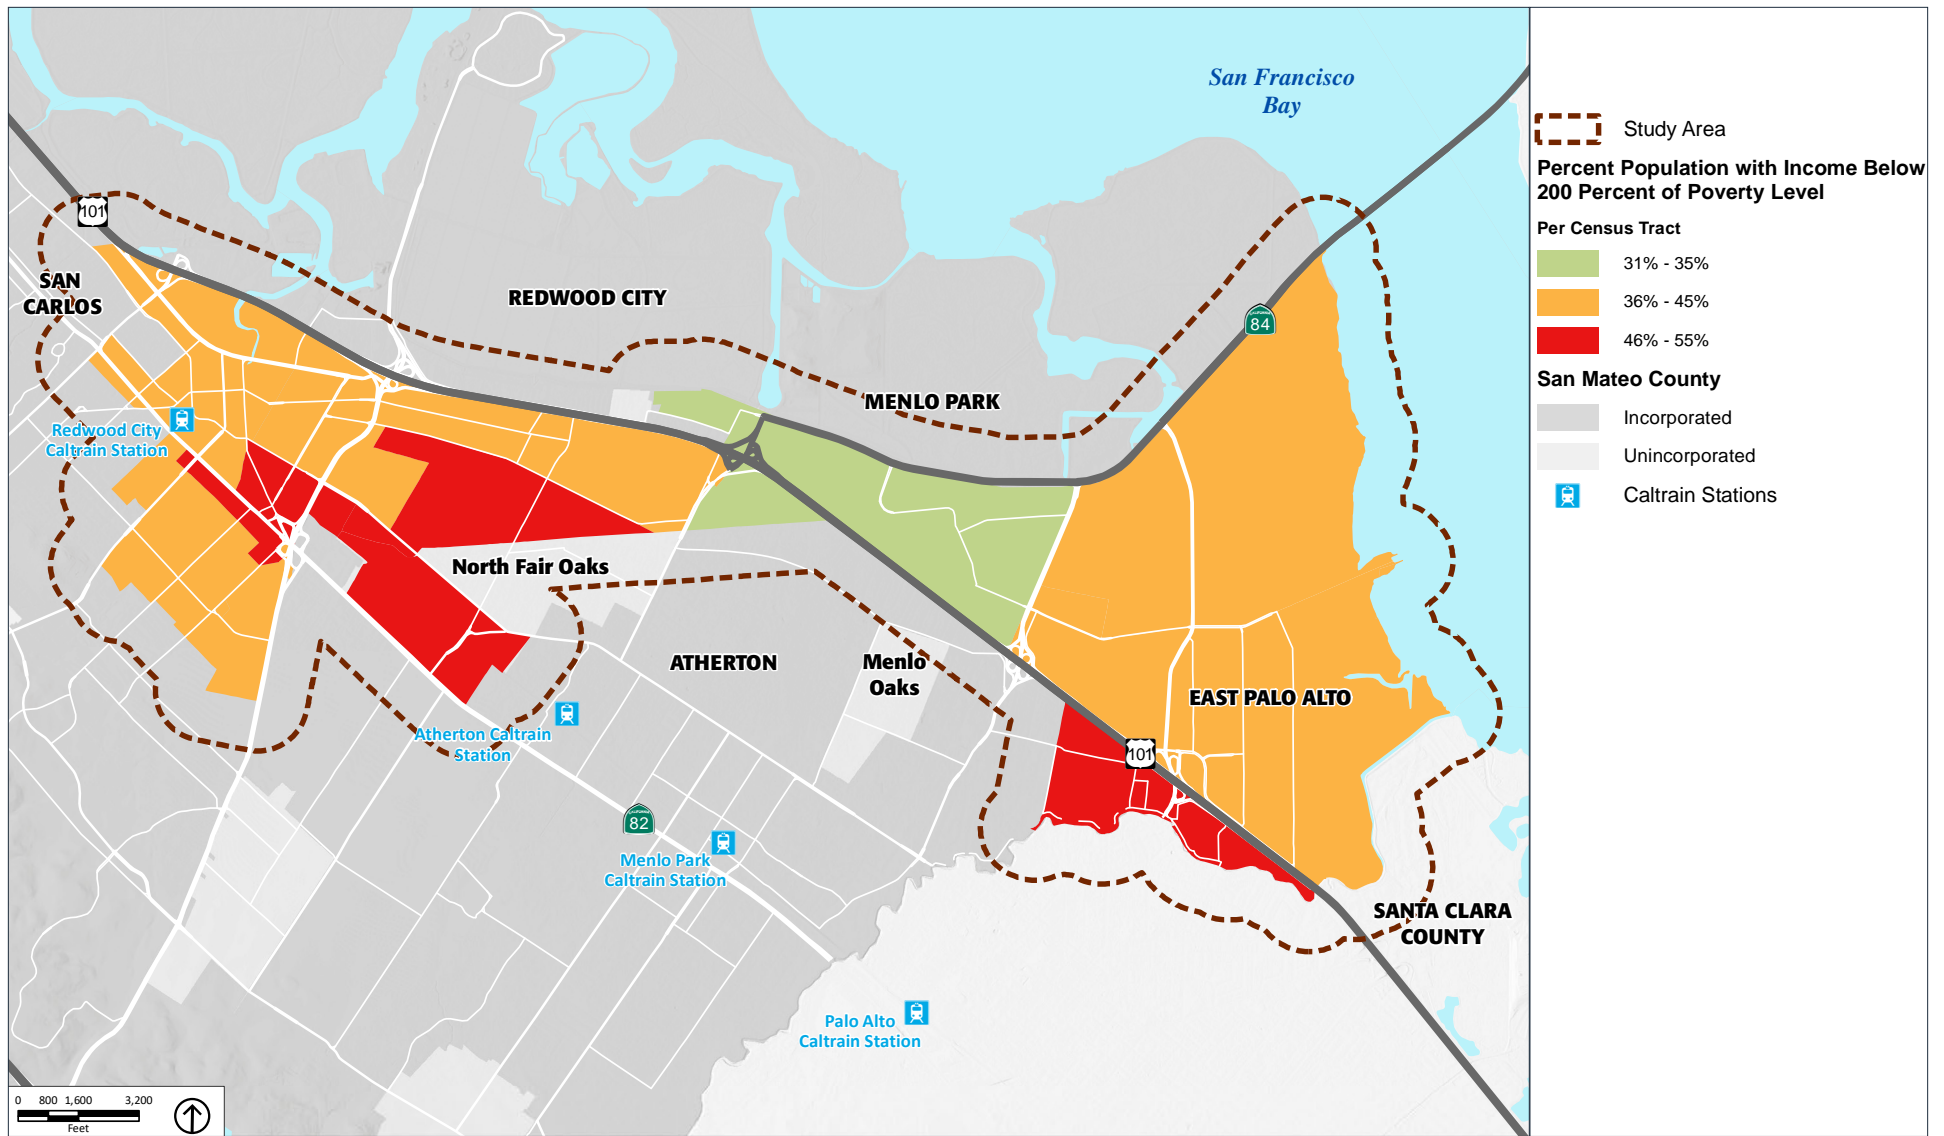 San Francisco
Bay
101
SAN
CARLOS
REDWOOD CITY
CALIFORNIA
84
MENLO PARK
Redwood City
Caltrain Station
North Fair Oaks
ATHERTON
Menlo
Oaks
EAST PALO ALTO
Atherton Caltrain
Station
101
CALIFORNIA
82
Menlo Park
Caltrain Station
SANTA CLARA
COUNTY
Palo Alto
Caltrain Station
0 800 1,600 3,200
Feet
Study Area
Percent Population with Income Below
200 Percent of Poverty Level
Per Census Tract
31% - 35%
36% - 45%
46% - 55%
San Mateo County
Incorporated
Unincorporated
Caltrain Stations